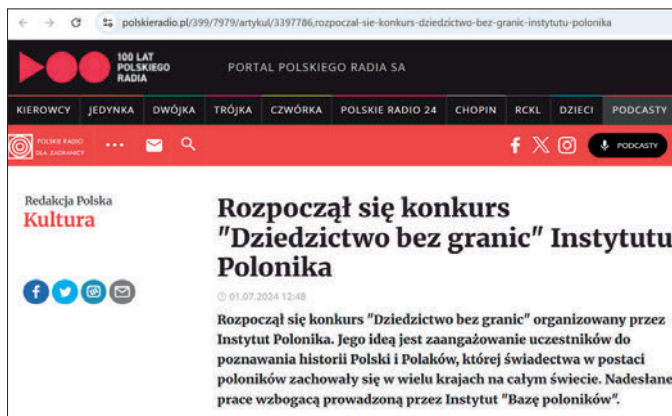 polskieradio.pl/399/7979/artykul/3397786,rozpoczal-sie-konkurs-dziedzictwo-bez-granic-instytutu-polonika
100 LAT
POLSKIEGO
RADIA
PORTAL POLSKIEGO RADIA SA
KIEROWCY JEDYNKA DWÓJKA TRÓJKA CZWÓRKA POLSKIE RADIO 24 CHOPIN RCKL DZIECI PODCASTY
POLSKIE RADIO
DLA ZAGRANICY
PODCASTY
Redakcja Polska
Kultura
Rozpoczął się konkurs
"Dziedzictwo bez granic" Instytutu
Polonika
01.07.2024 12:48
Rozpoczął się konkurs "Dziedzictwo bez granic" organizowany przez
Instytut Polonika. Jego ideą jest zaangażowanie uczestników do
poznawania historii Polski i Polaków, której świadectwa w postaci
poloników zachowały się w wielu krajach na całym świecie. Nadesłane
prace wzbogacą prowadzoną przez Instytut "Bazę poloników".